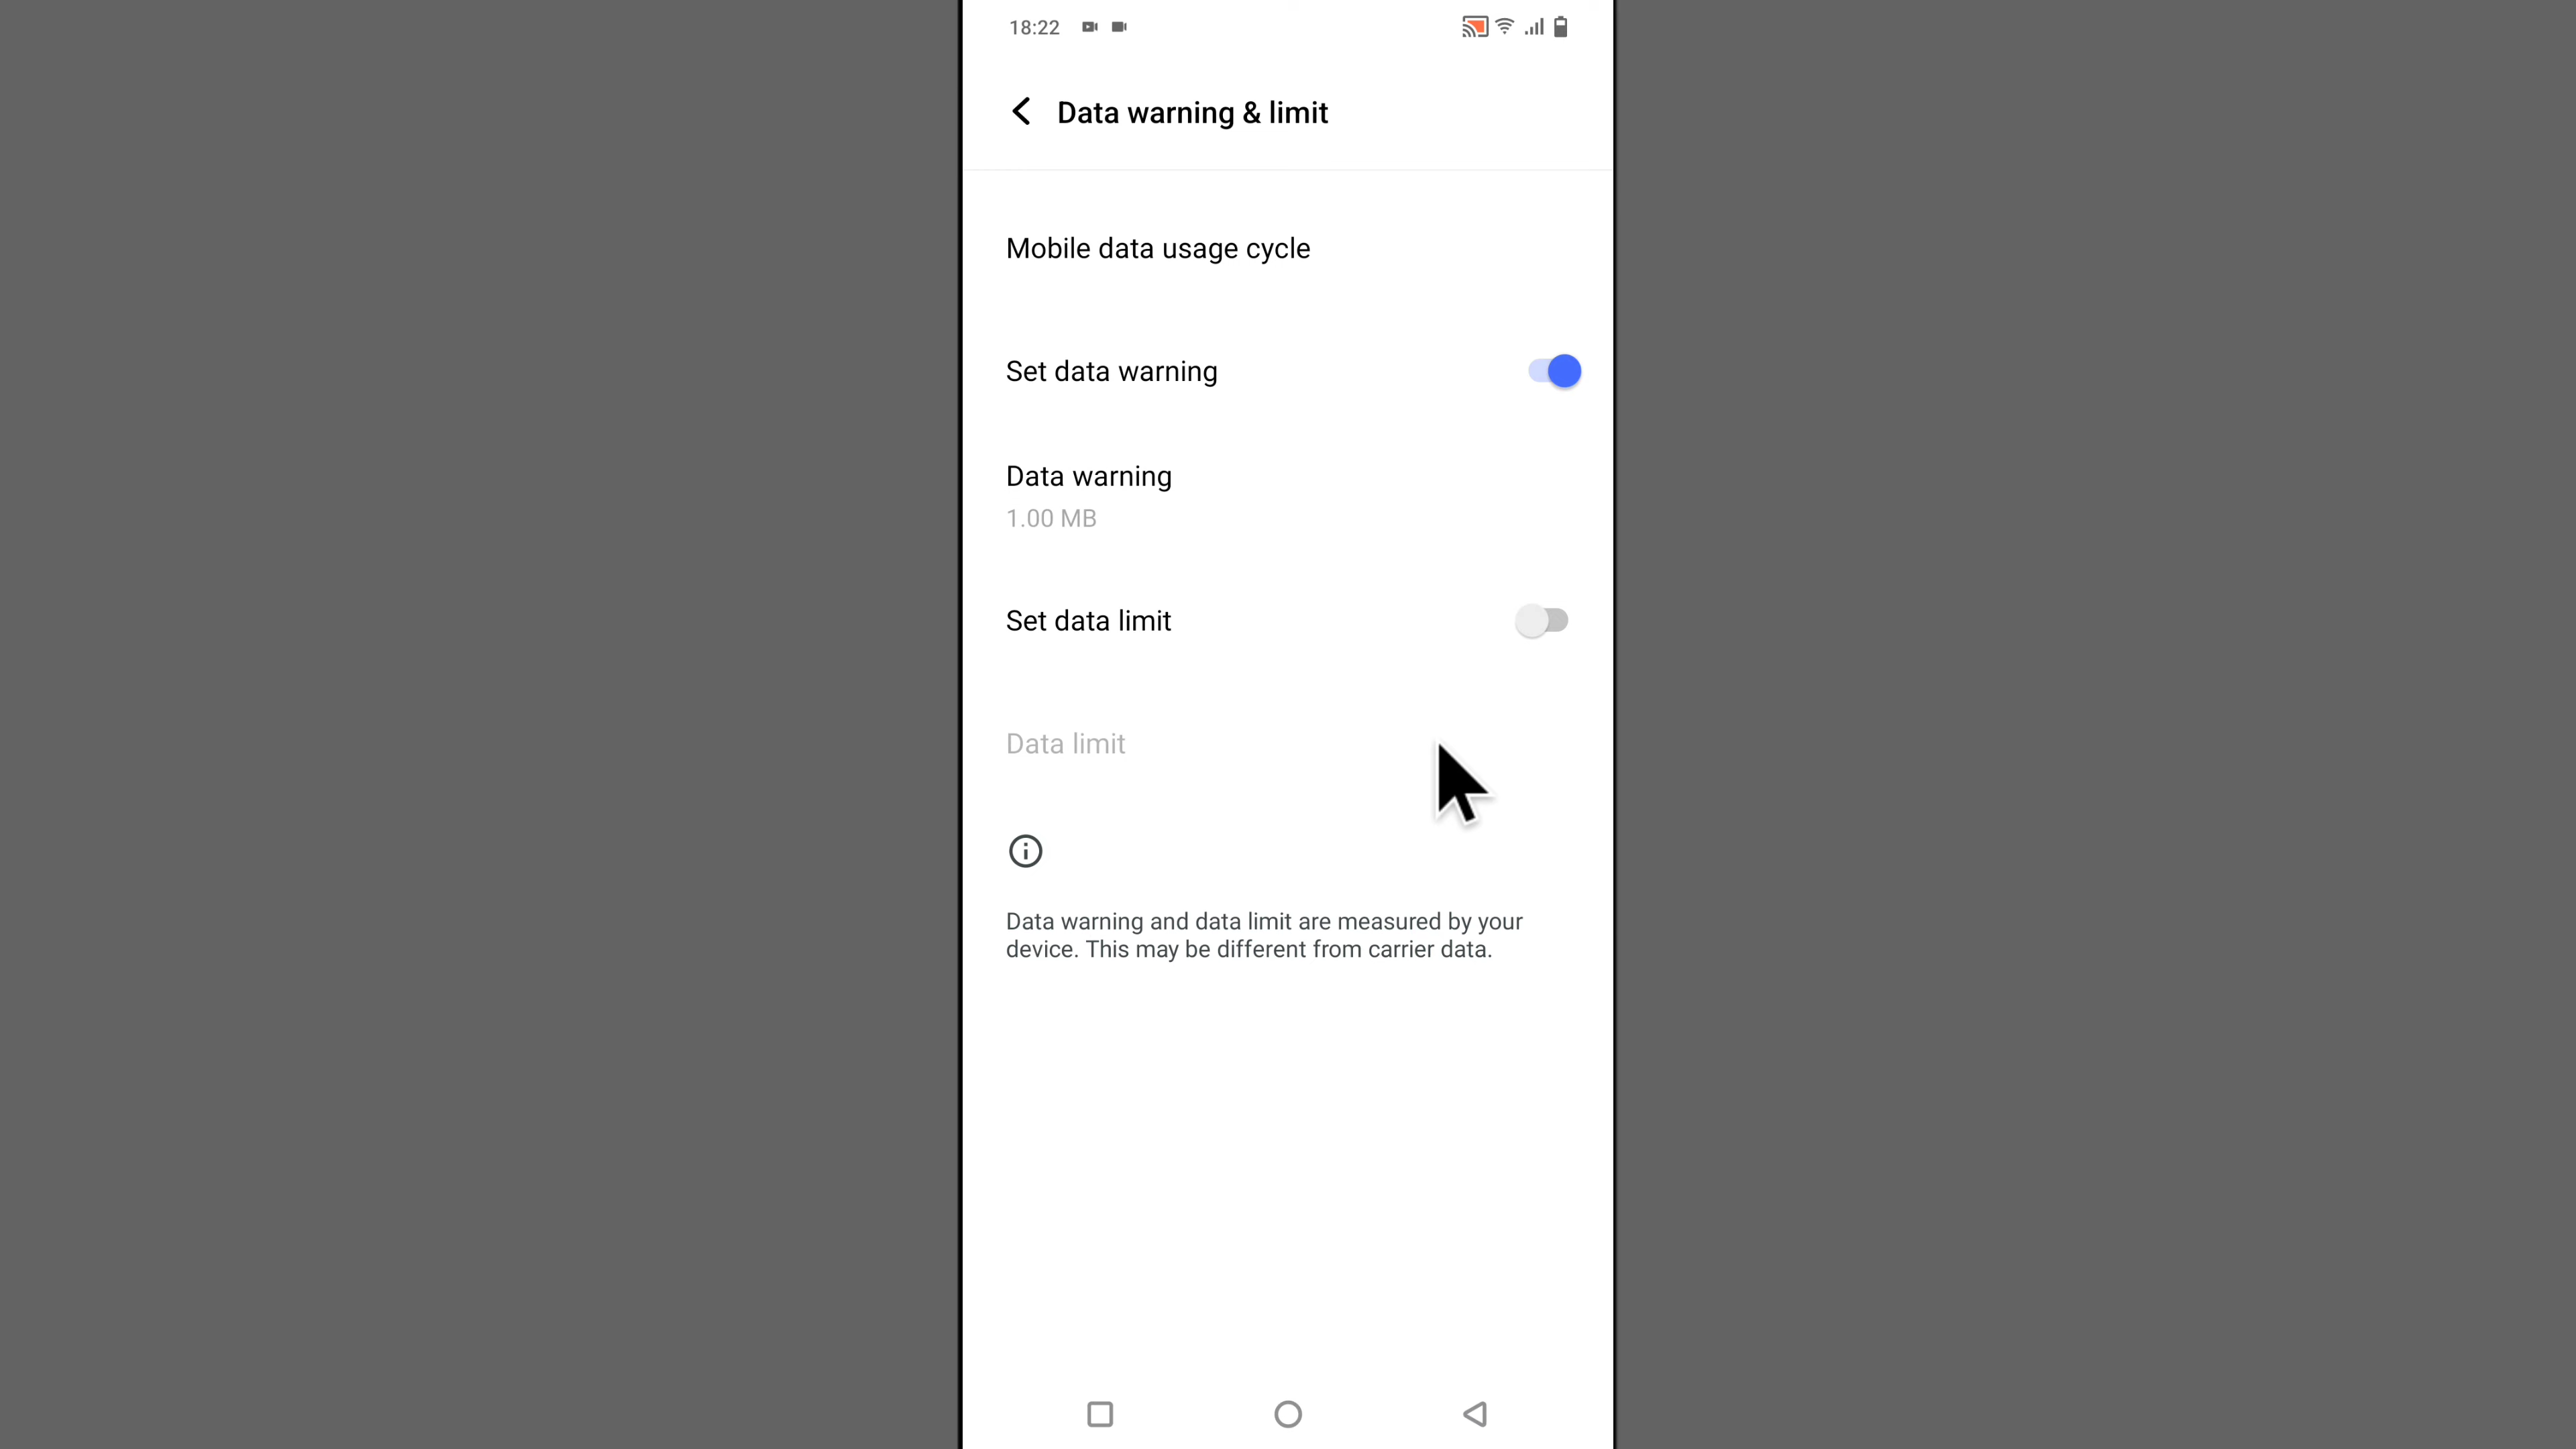 18:22
Data warning & limit
Mobile data usage cycle
Set data warning
Data warning
1.00 MB
Set data limit
Data limit
Data warning and data limit are measured by your
device. This may be different from carrier data.